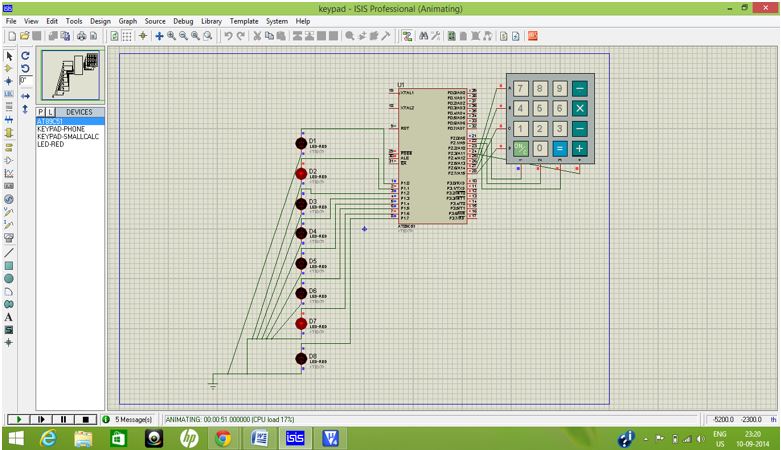 isis
keypad - ISIS Professional (Animating)
File View Edit Tools Design Graph Source Debug Library Template System Help
P L DEVICES
AT89C51
KEYPAD-PHONE
KEYPAD-SMALLCALC
LED-RED
D1
LED-RED
D2
LED-RED
D3
LED-RED
D4
LED-RED
D5
LED-RED
D6
LED-RED
D7
LED-RED
D8
LED-RED
U1
XTAL1
XTAL2
RST
PSEN
ALE
EA
P1.0
P1.1
P1.2
P1.3
P1.4
P1.5
P1.6
P1.7
AT89C51
7 8 9 ÷
4 5 6 ×
1 2 3 −
0 = +
5 Message(s)
ANIMATING: 00:00:51.000000 (CPU load 17%)
-5200.0 -2300.0 th
hp
isis
ENG
US
23:20
10-09-2014